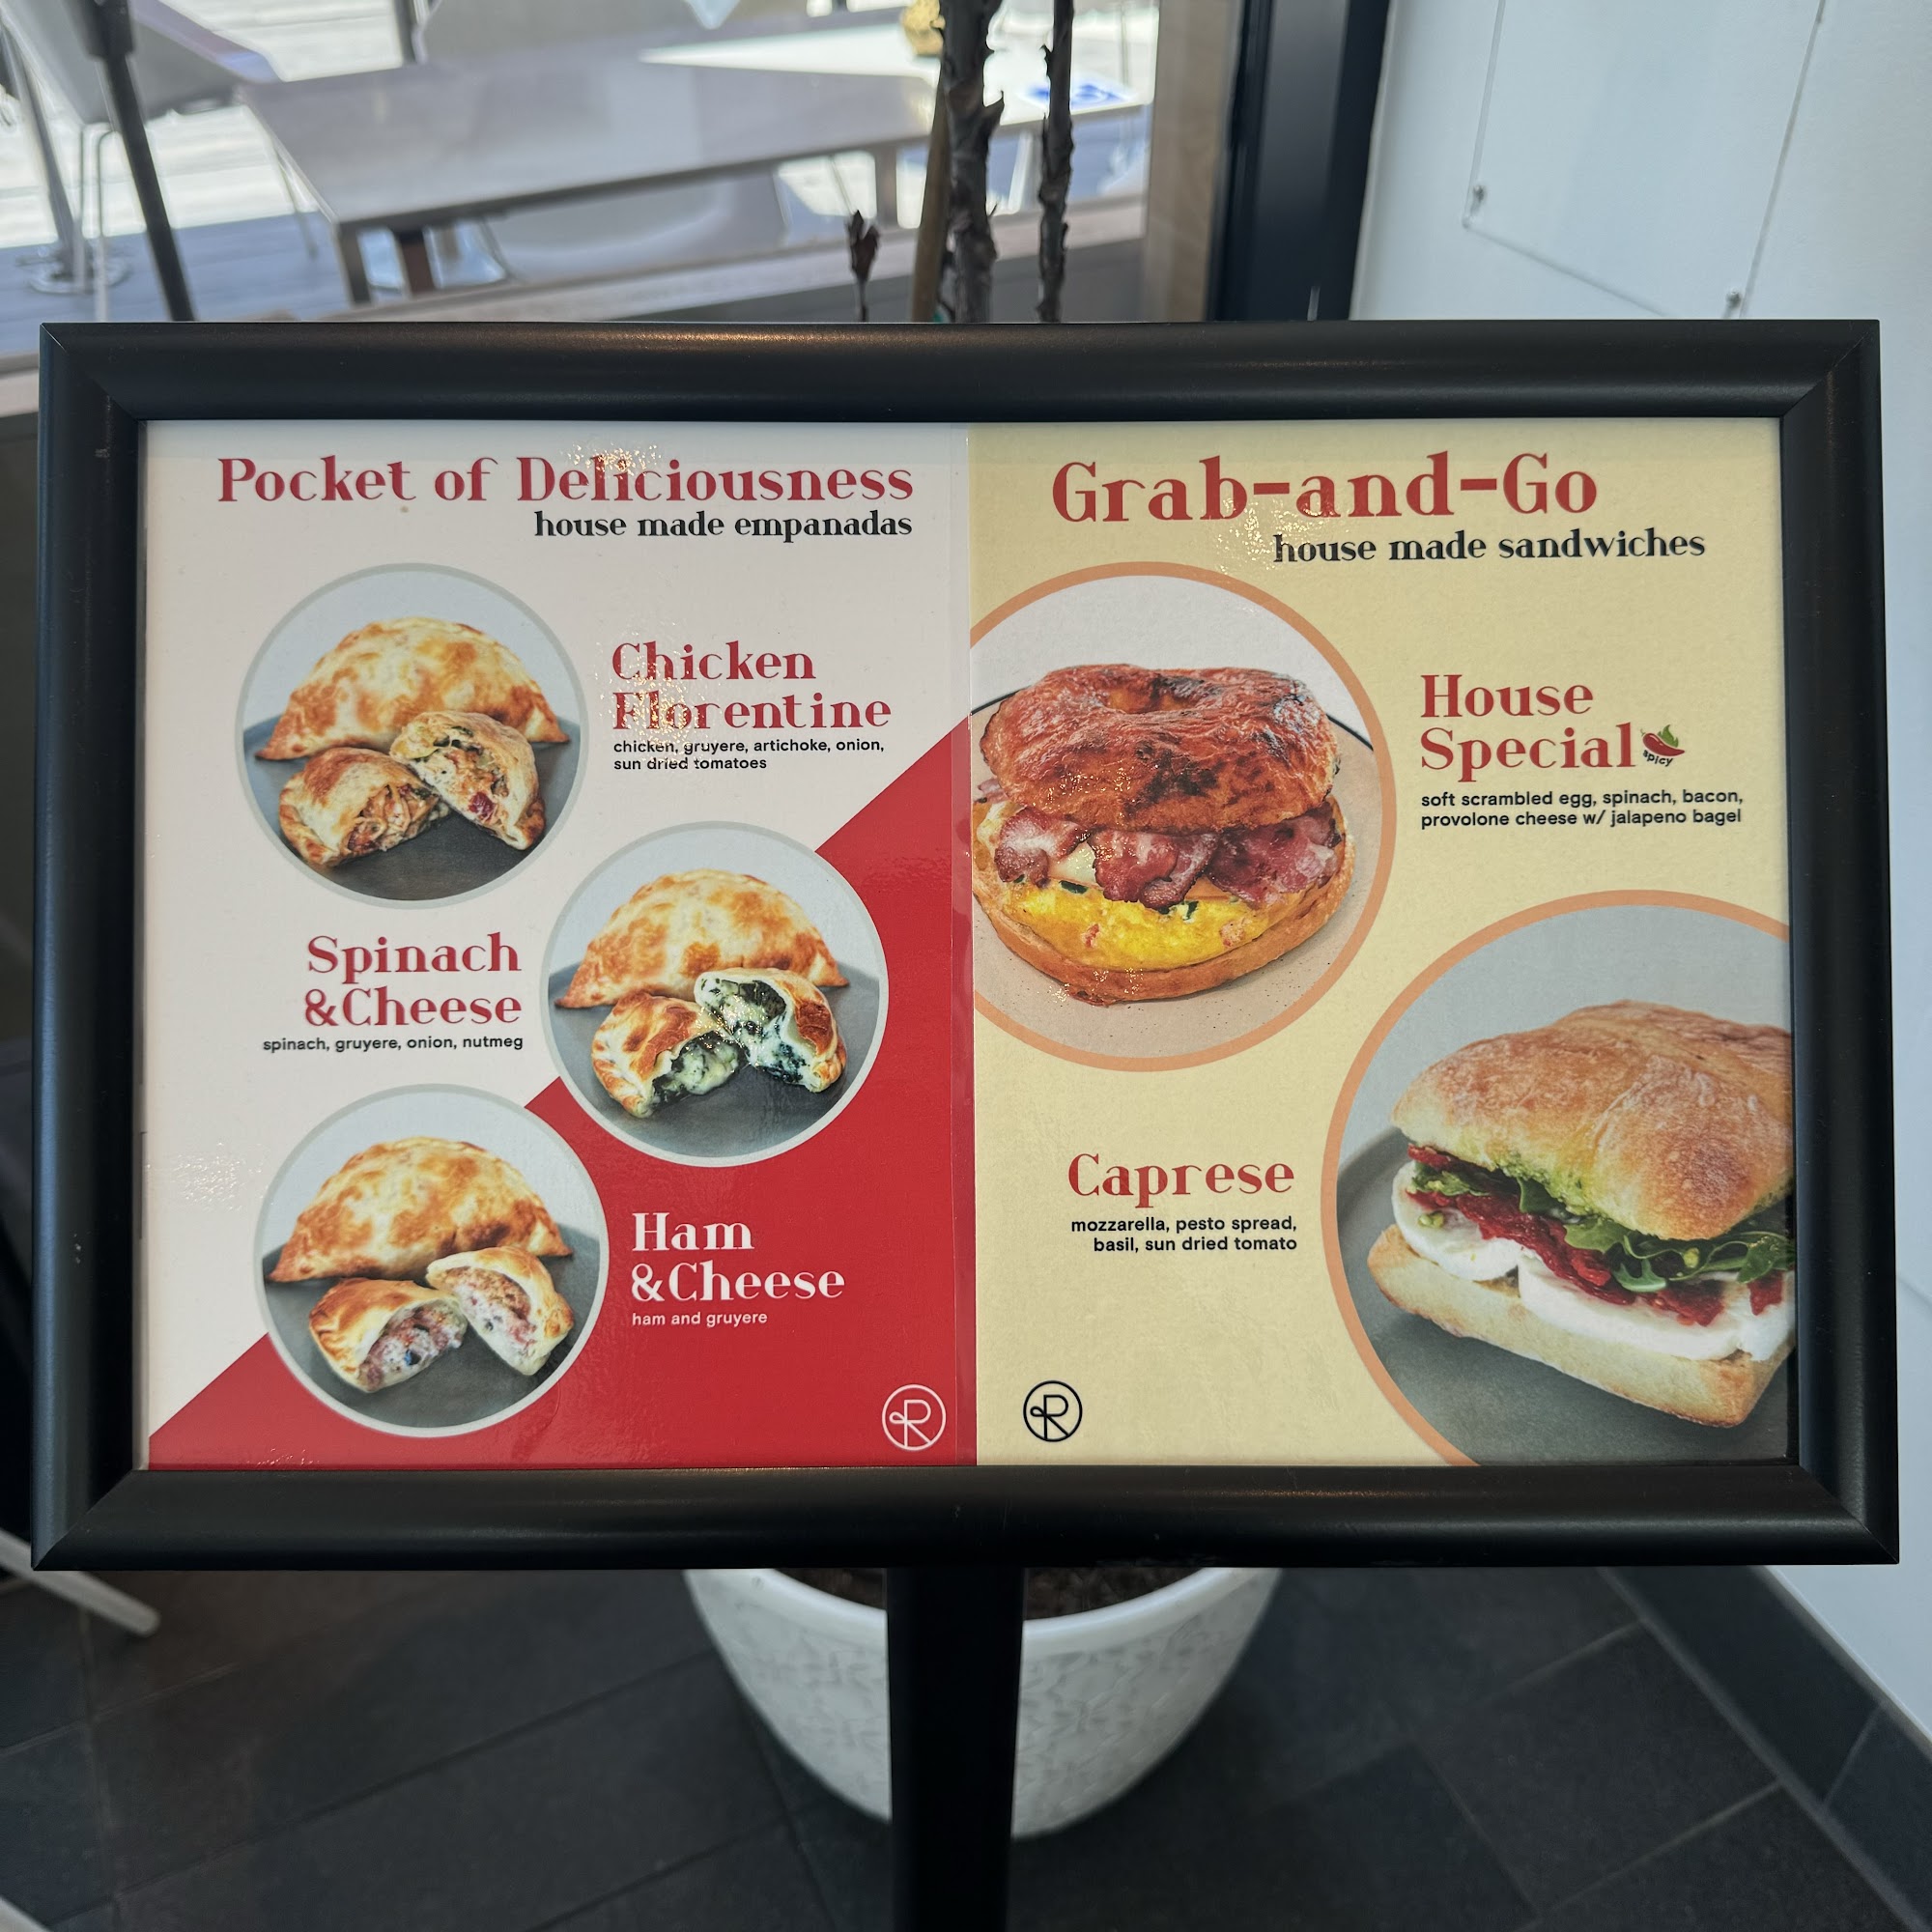 Pocket of Deliciousness
house made empanadas
Chicken
Florentine
chicken, gruyere, artichoke, onion,
sun dried tomatoes
Spinach
&Cheese
spinach, gruyere, onion, nutmeg
Ham
&Cheese
ham and gruyere
R
Grab-and-Go
house made sandwiches
House
Special
spicy
soft scrambled egg, spinach, bacon,
provolone cheese w/ jalapeno bagel
Caprese
mozzarella, pesto spread,
basil, sun dried tomato
R